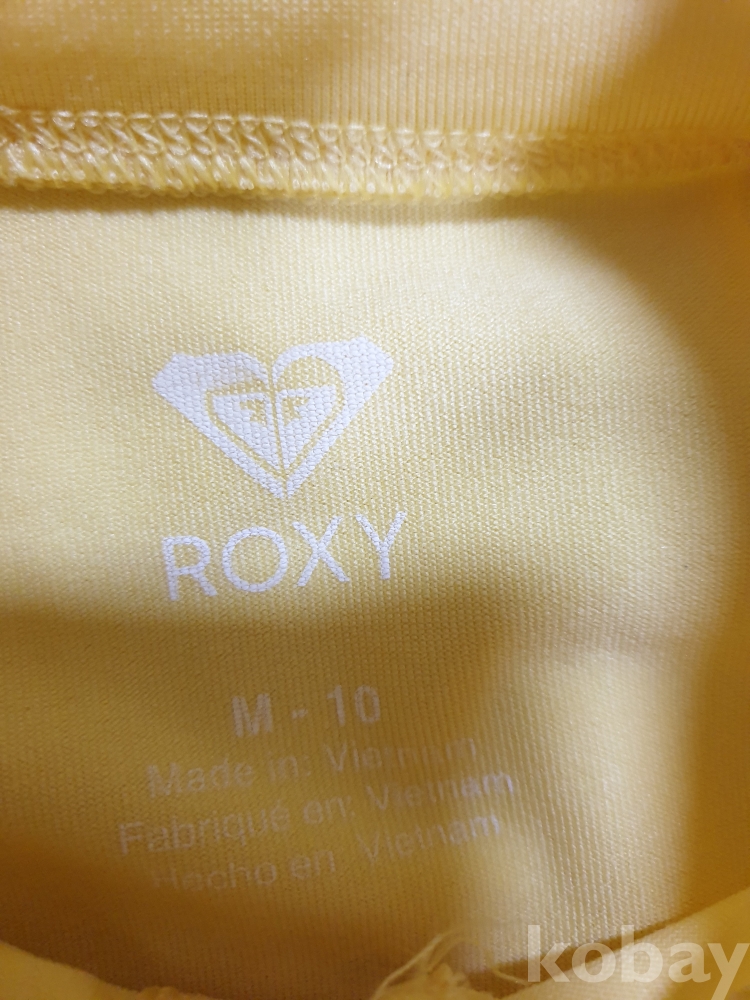 ROXY
M - 10
Made in: Vietnam
Fabriqué en: Vietnam
Hecho en: Vietnam
kobay